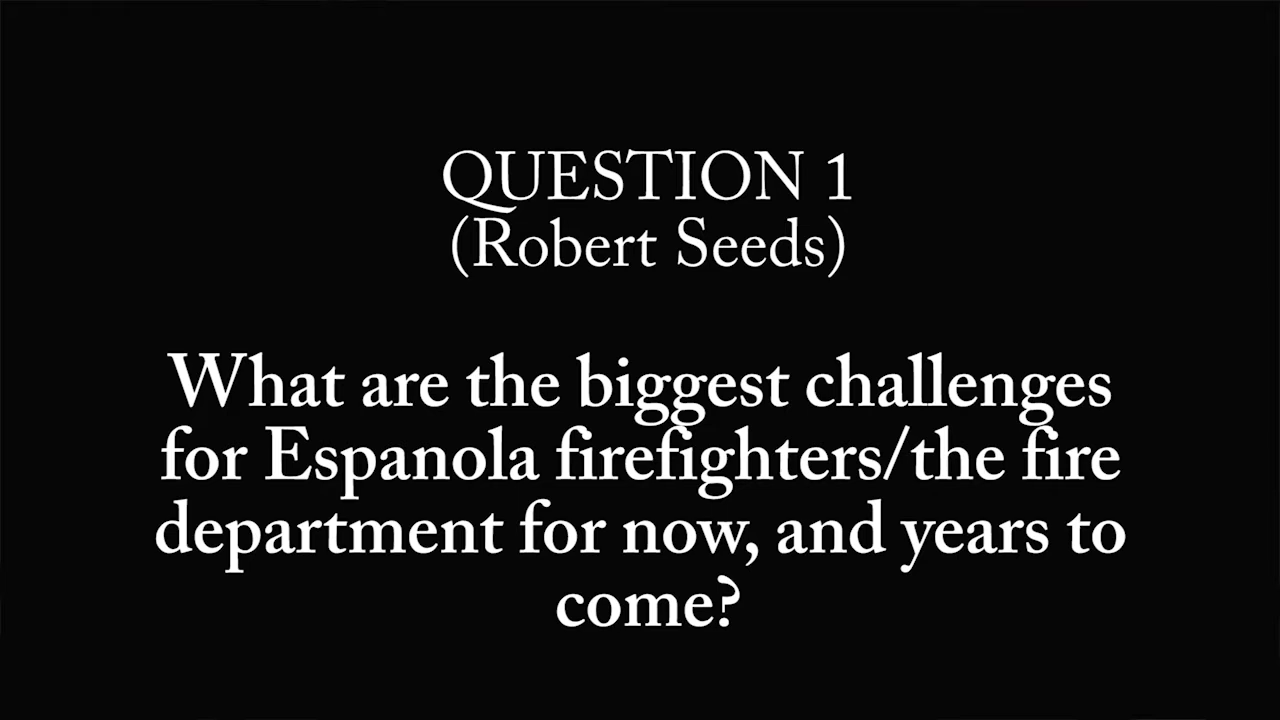 QUESTION 1
(Robert Seeds)
What are the biggest challenges
for Espanola firefighters/the fire
department for now, and years to
come?